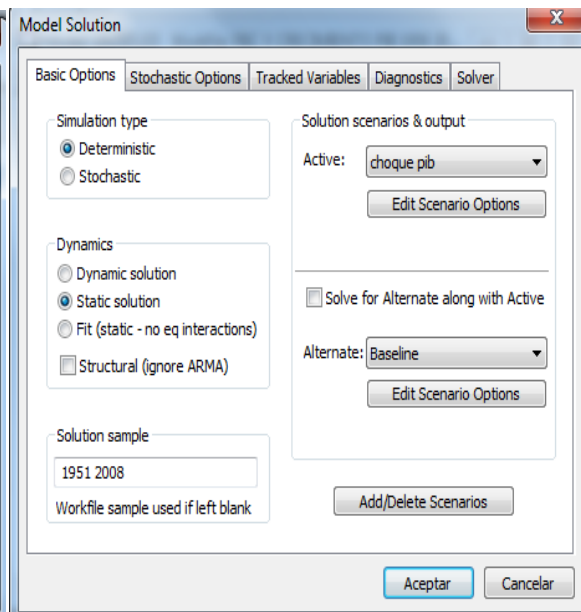 Model Solution
Basic Options
Stochastic Options
Tracked Variables
Diagnostics
Solver
Simulation type
Deterministic
Stochastic
Dynamics
Dynamic solution
Static solution
Fit (static - no eq interactions)
Structural (ignore ARMA)
Solution sample
1951 2008
Workfile sample used if left blank
Solution scenarios & output
Active: choque pib
Edit Scenario Options
Solve for Alternate along with Active
Alternate: Baseline
Edit Scenario Options
Add/Delete Scenarios
Aceptar
Cancelar